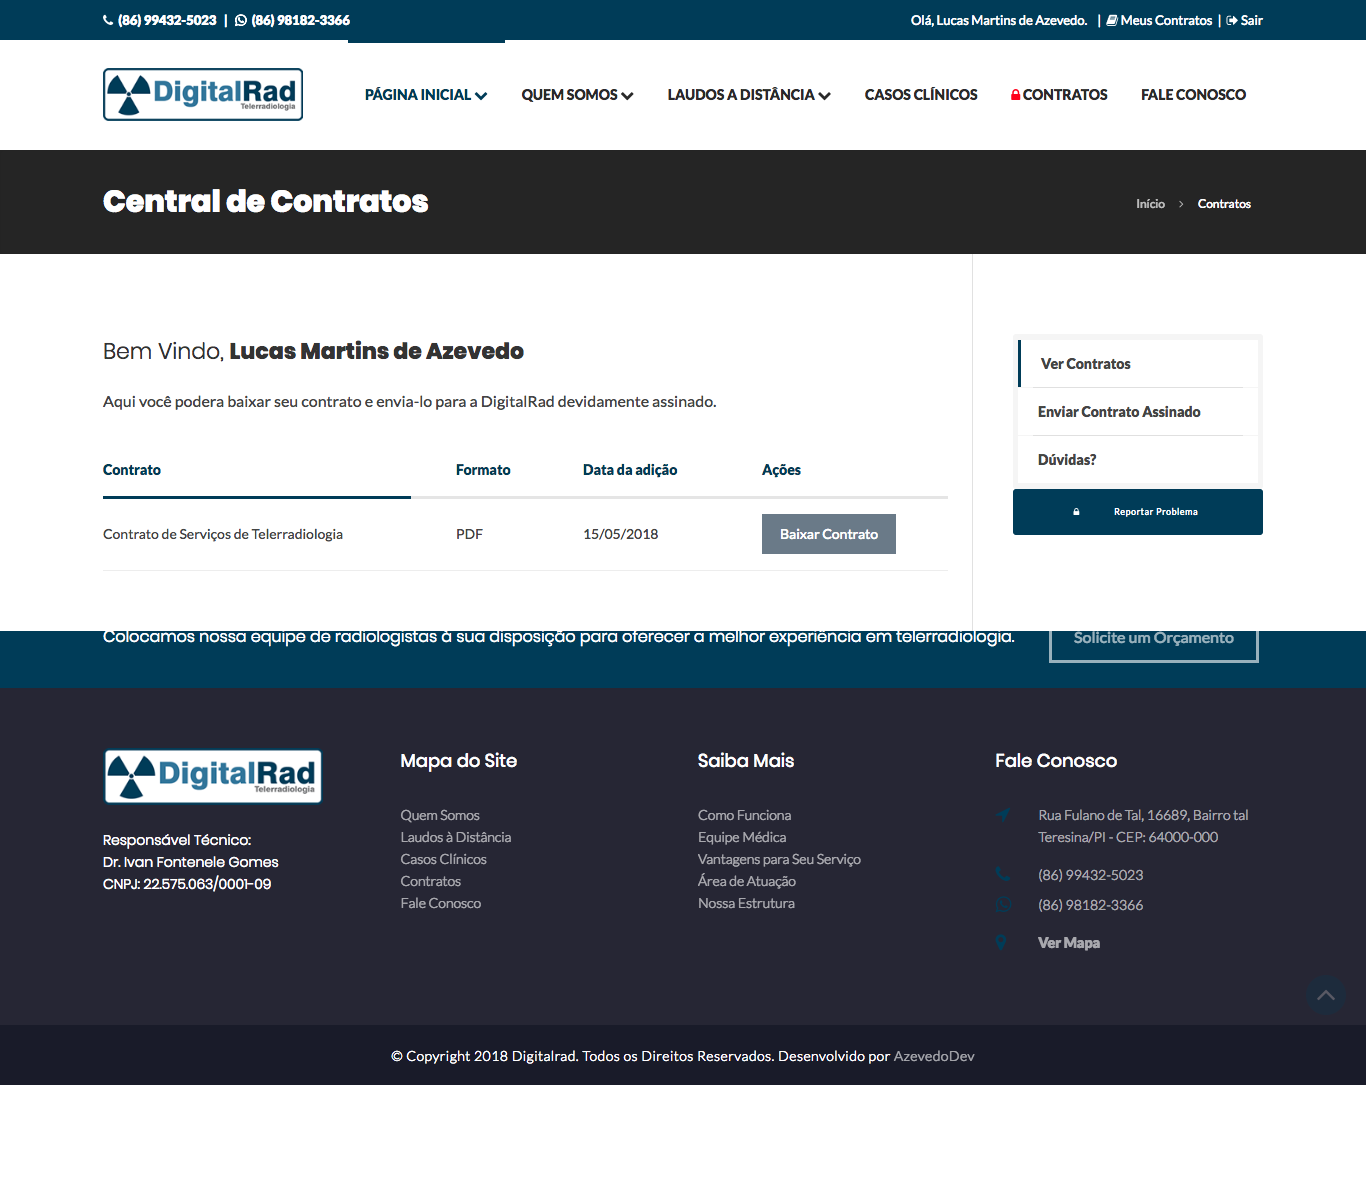 (86) 99432-5023 | (86) 98182-3366
Olá, Lucas Martins de Azevedo. | Meus Contratos | Sair
DigitalRad
Telerradiologia
PÁGINA INICIAL QUEM SOMOS LAUDOS A DISTÂNCIA CASOS CLÍNICOS CONTRATOS FALE CONOSCO
Central de Contratos
Início > Contratos
Bem Vindo, Lucas Martins de Azevedo
Aqui você podera baixar seu contrato e envia-lo para a DigitalRad devidamente assinado.
Contrato Formato Data da adição Ações
Contrato de Serviços de Telerradiologia PDF 15/05/2018 Baixar Contrato
Ver Contratos
Enviar Contrato Assinado
Dúvidas?
Reportar Problema
Colocamos nossa equipe de radiologistas à sua disposição para oferecer a melhor experiência em telerradiologia.
Solicite um Orçamento
DigitalRad
Telerradiologia
Responsável Técnico:
Dr. Ivan Fontenele Gomes
CNPJ: 22.575.063/0001-09
Mapa do Site
Quem Somos
Laudos à Distância
Casos Clínicos
Contratos
Fale Conosco
Saiba Mais
Como Funciona
Equipe Médica
Vantagens para Seu Serviço
Área de Atuação
Nossa Estrutura
Fale Conosco
Rua Fulano de Tal, 16689, Bairro tal
Teresina/PI - CEP: 64000-000
(86) 99432-5023
(86) 98182-3366
Ver Mapa
© Copyright 2018 Digitalrad. Todos os Direitos Reservados. Desenvolvido por AzevedoDev